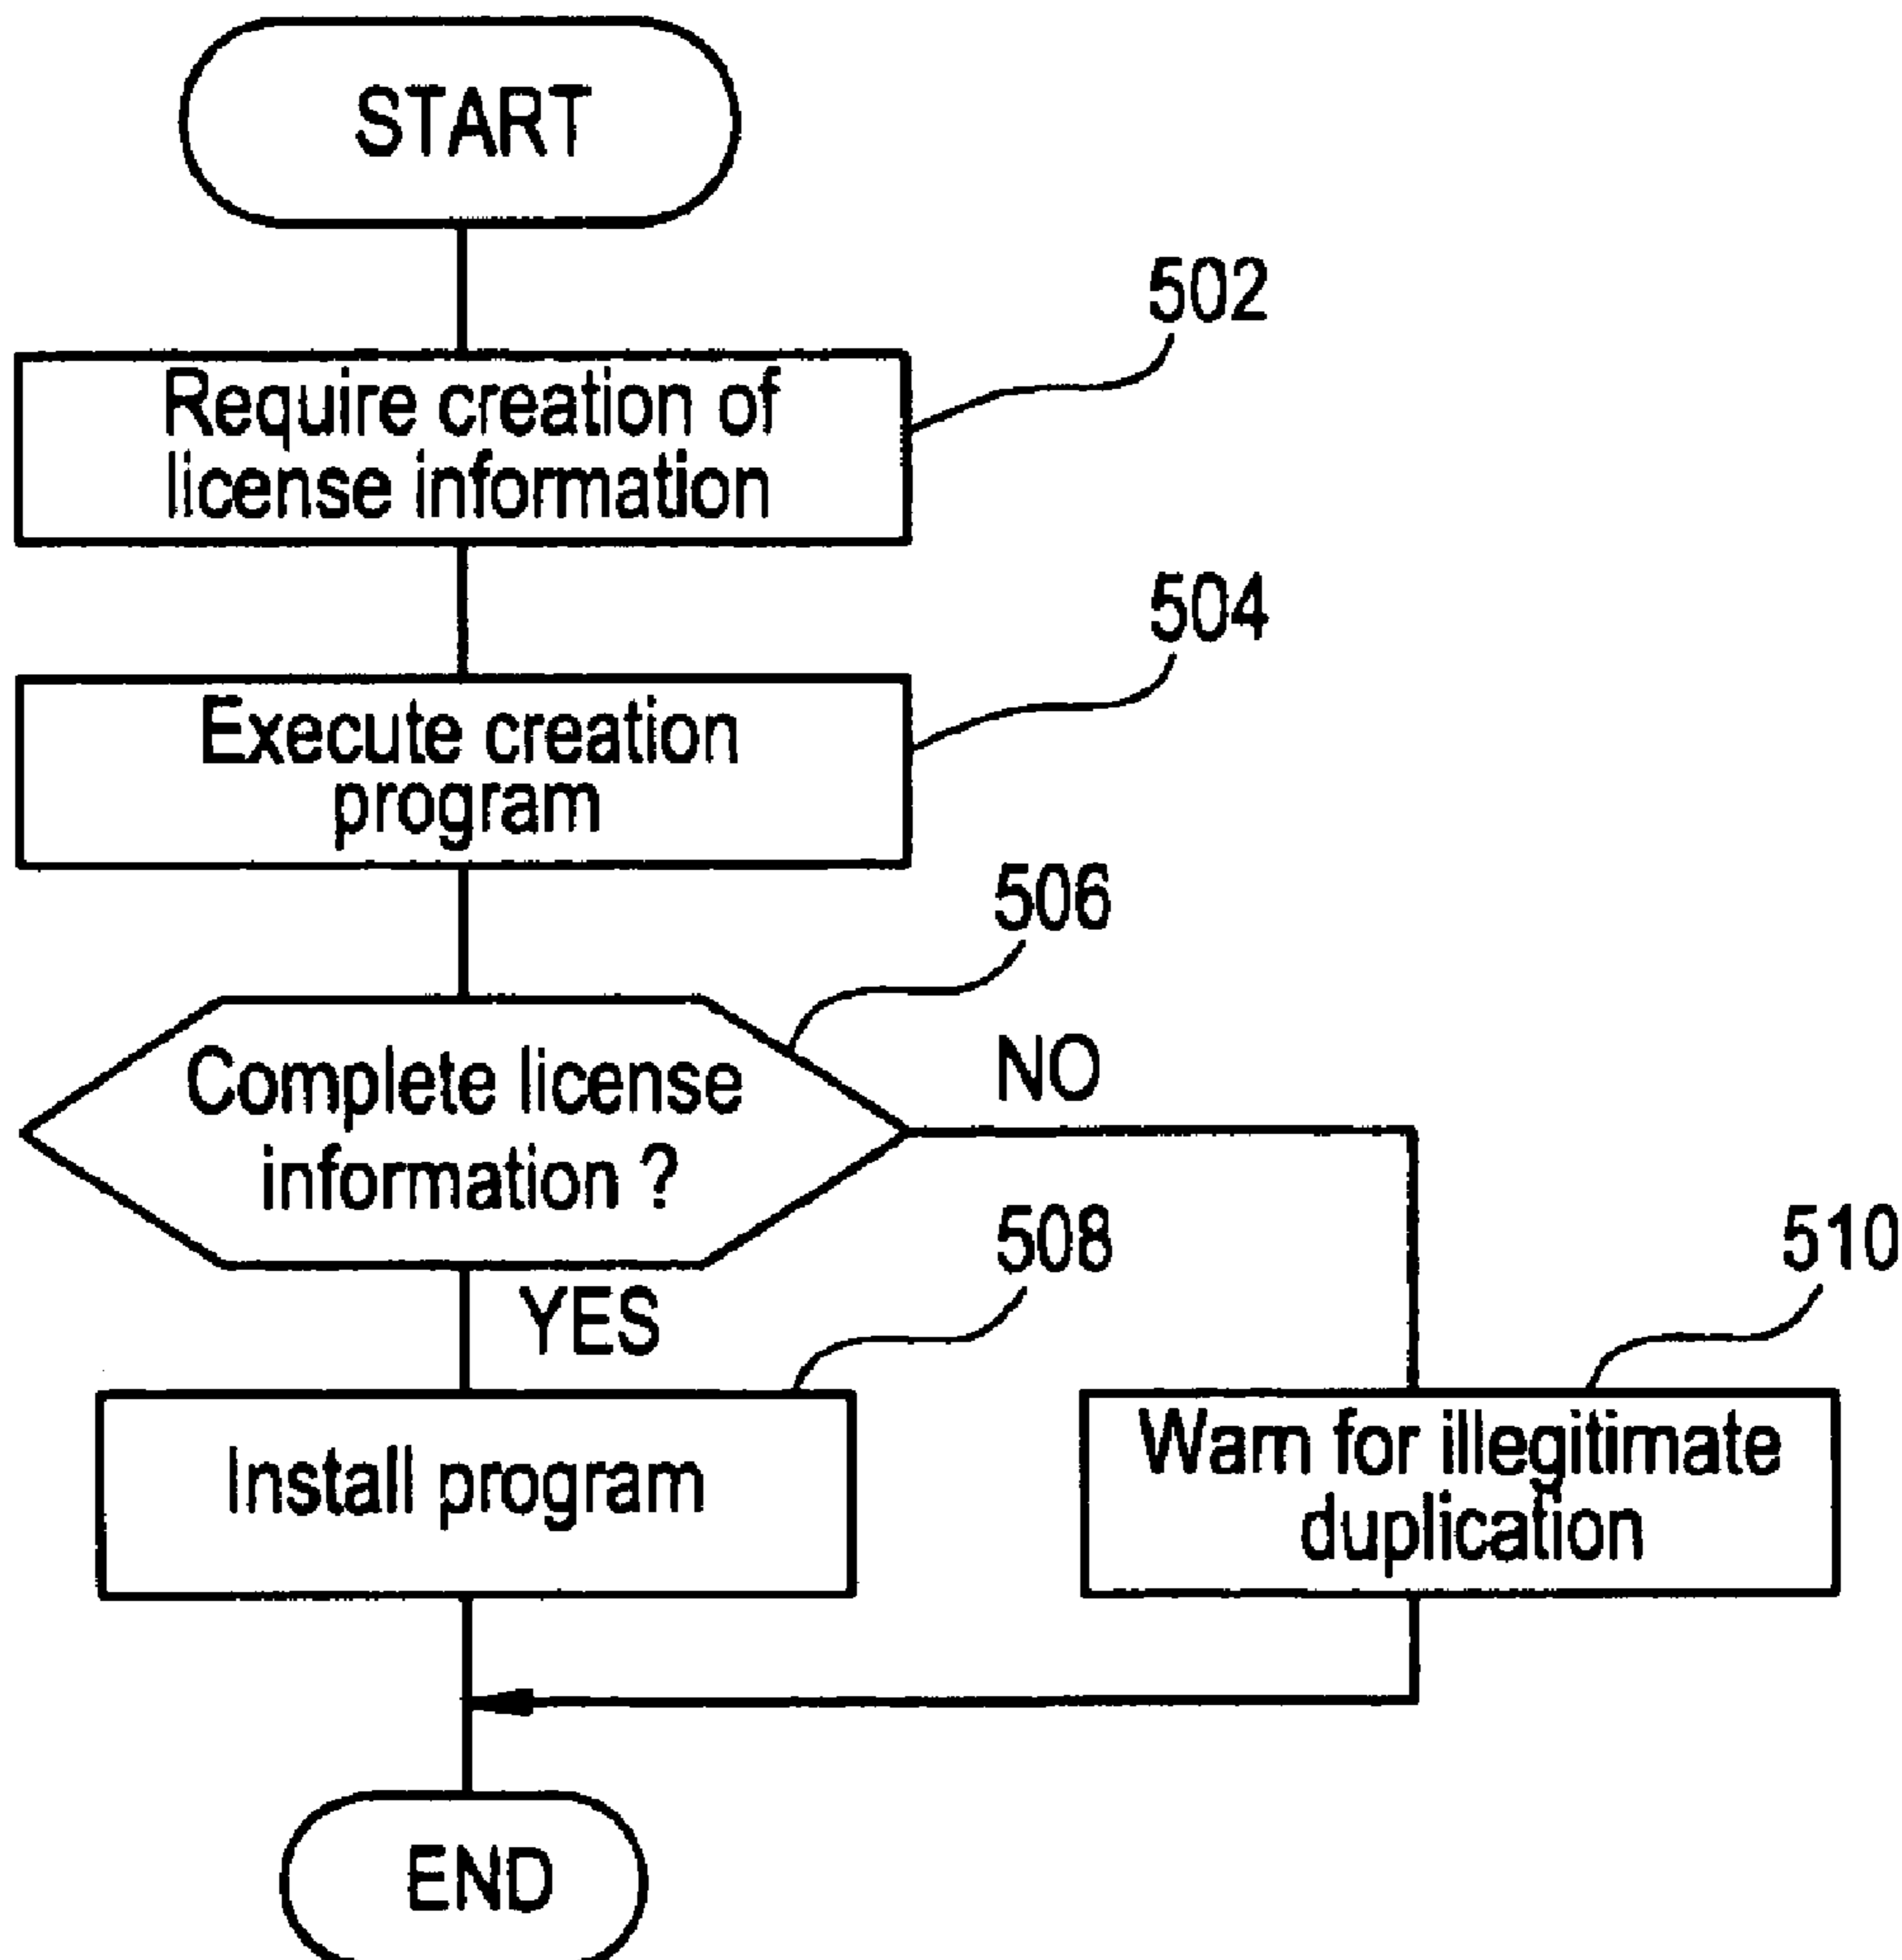 START
502
Require creation of
license information
504
Execute creation
program
506
Complete license
information ?
NO
YES
508
510
Install program
Warn for illegitimate
duplication
END